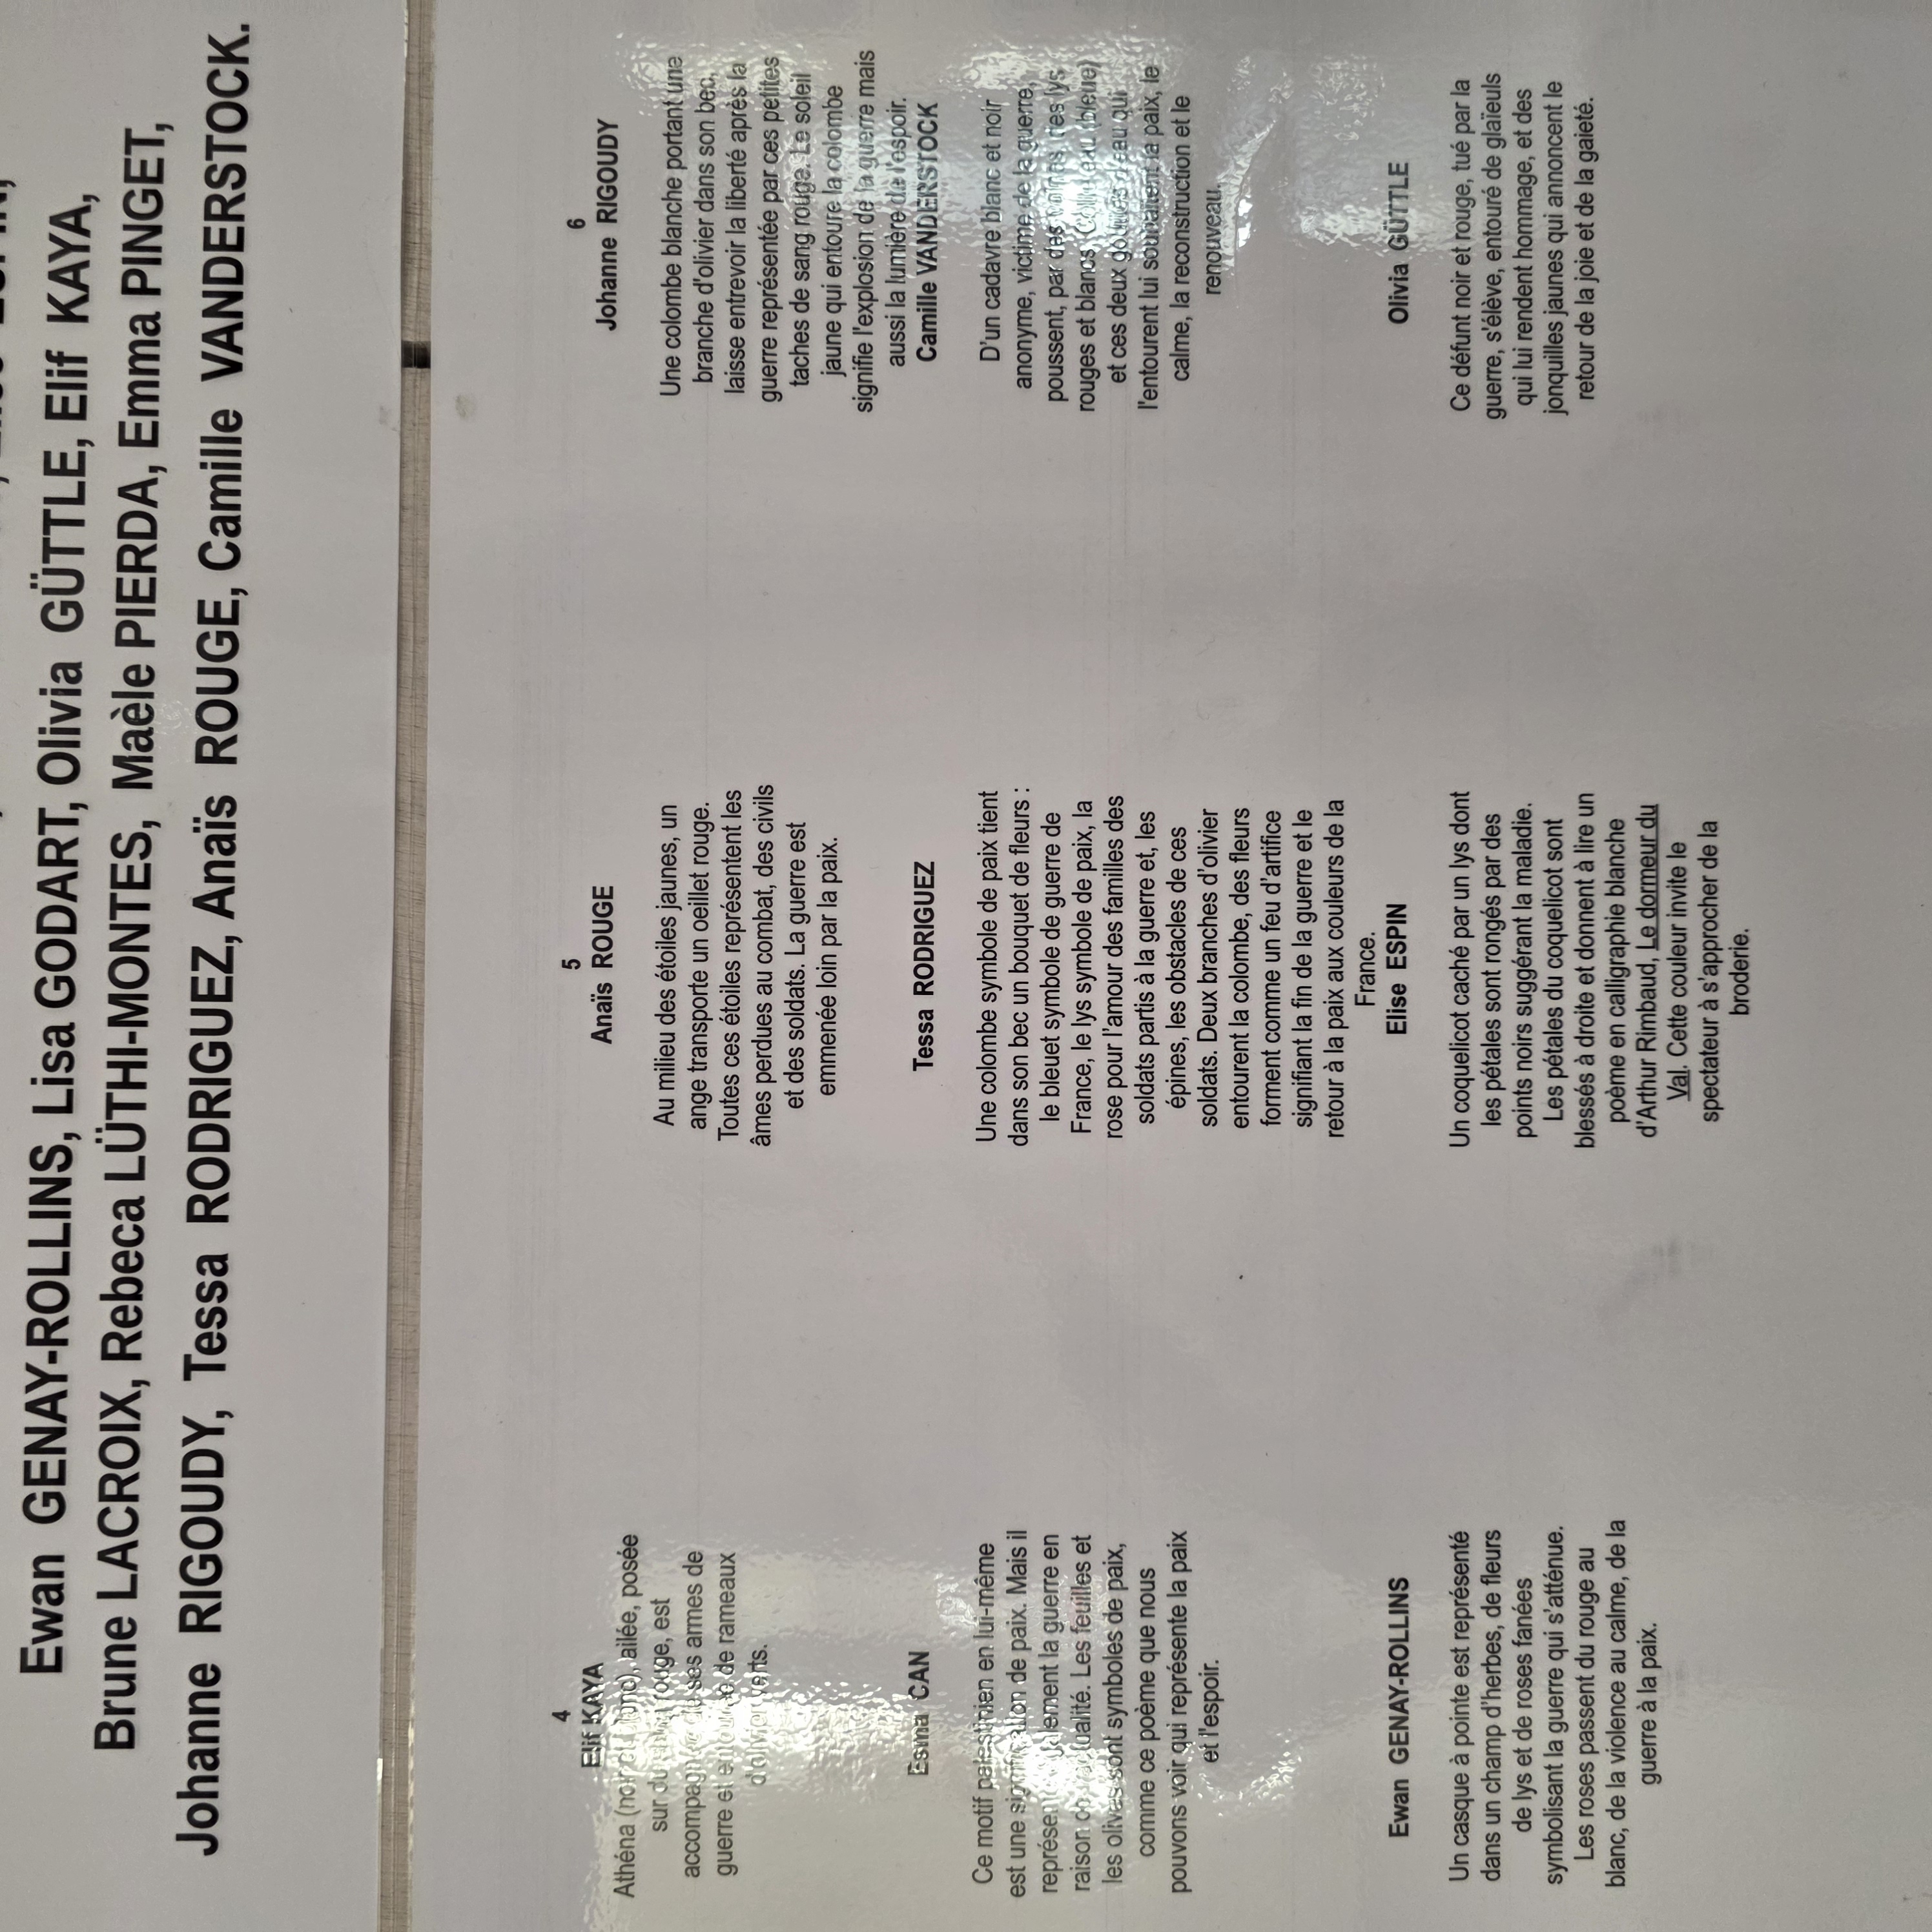 Ewan GENAY-ROLLINS, Lisa GODART, Olivia GÜTTLE, Elif KAYA,
Brune LACROIX, Rebeca LÜTHI-MONTES, Maèle PIERDA, Emma PINGET,
Johanne RIGOUDY, Tessa RODRIGUEZ, Anaïs ROUGE, Camille VANDERSTOCK.
4
Elif KAYA
Athéna (noir ), ailée, posée
sur rouge, est
accompagnée de ses armes de
guerre et de rameaux
d'olivier verts.
Esma CAN
Ce motif palestinien en lui-même
est une signification de paix. Mais il
représente également la guerre en
raison  Les feuilles et
les olives sont symboles de paix,
comme ce poème que nous
pouvons voir qui représente la paix
et l'espoir.
Ewan GENAY-ROLLINS
Un casque à pointe est représenté
dans un champ d'herbes, de fleurs
de lys et de roses fanées
symbolisant la guerre qui s'atténue.
Les roses passent du rouge au
blanc, de la violence au calme, de la
guerre à la paix.
5
Anaïs ROUGE
Au milieu des étoiles jaunes, un
ange transporte un oeillet rouge.
Toutes ces étoiles représentent les
âmes perdues au combat, des civils
et des soldats. La guerre est
emmenée loin par la paix.
Tessa RODRIGUEZ
Une colombe symbole de paix tient
dans son bec un bouquet de fleurs :
le bleuet symbole de guerre de
France, le lys symbole de paix, la
rose pour l'amour des familles des
soldats partis à la guerre et, les
épines, les obstacles de ces
soldats. Deux branches d'olivier
entourent la colombe, des fleurs
forment comme un feu d'artifice
signifiant la fin de la guerre et le
retour à la paix aux couleurs de la
France.
Elise ESPIN
Un coquelicot caché par un lys dont
les pétales sont rongés par des
points noirs suggérant la maladie.
Les pétales du coquelicot sont
blessés à droite et donnent à lire un
poème en calligraphie blanche
d'Arthur Rimbaud, Le dormeur du
Val. Cette couleur invite le
spectateur à s'approcher de la
broderie.
6
Johanne RIGOUDY
Une colombe blanche portant une
branche d'olivier dans son bec,
laisse entrevoir la liberté après la
guerre représentée par ces petites
taches de sang rouge. Le soleil
jaune qui entoure la colombe
signifie l'explosion de la guerre mais
aussi la lumière de l'espoir.
Camille VANDERSTOCK
D'un cadavre blanc et noir
anonyme, victime de la guerre,
poussent, par des  des lys
rouges et blancs.  eau (bleue)
et ces deux gouttes d'eau qui
l'entourent lui souhaitent la paix, le
calme, la reconstruction et le
renouveau.
Olivia GÜTTLE
Ce défunt noir et rouge, tué par la
guerre, s'élève, entouré de glaïeuls
qui lui rendent hommage, et des
jonquilles jaunes qui annoncent le
retour de la joie et de la gaieté.